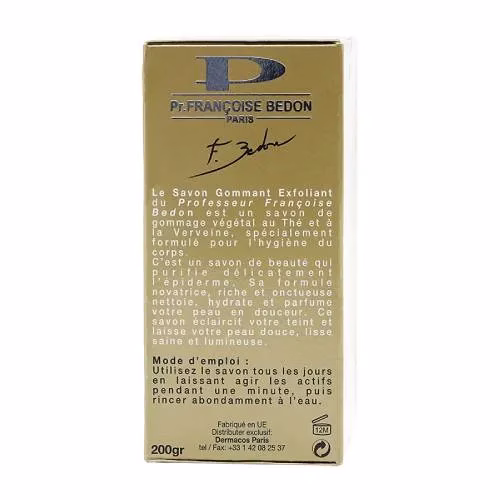 P
Pr.FRANÇOISE BEDON
PARIS
F. Bedon
Le Savon Gommant Exfoliant
du Professeur Françoise
Bedon est un savon de
gommage végétal au Thé et à
la Verveine, spécialement
formulé pour l'hygiène du
corps.
C'est un savon de beauté qui
purifie délicatement
l'épiderme. Sa formule
novatrice, riche et onctueuse
nettoie, hydrate et parfume
votre peau en douceur. Ce
savon éclaircit votre teint et
laisse votre peau douce, lisse
saine et lumineuse.
Mode d'emploi :
Utilisez le savon tous les jours
en laissant agir les actifs
pendant une minute, puis
rincer abondamment à l'eau.
Fabriqué en UE
Distributer exclusif:
Dermacos Paris
tel / Fax: +33 1 42 08 25 37
200gr
12M